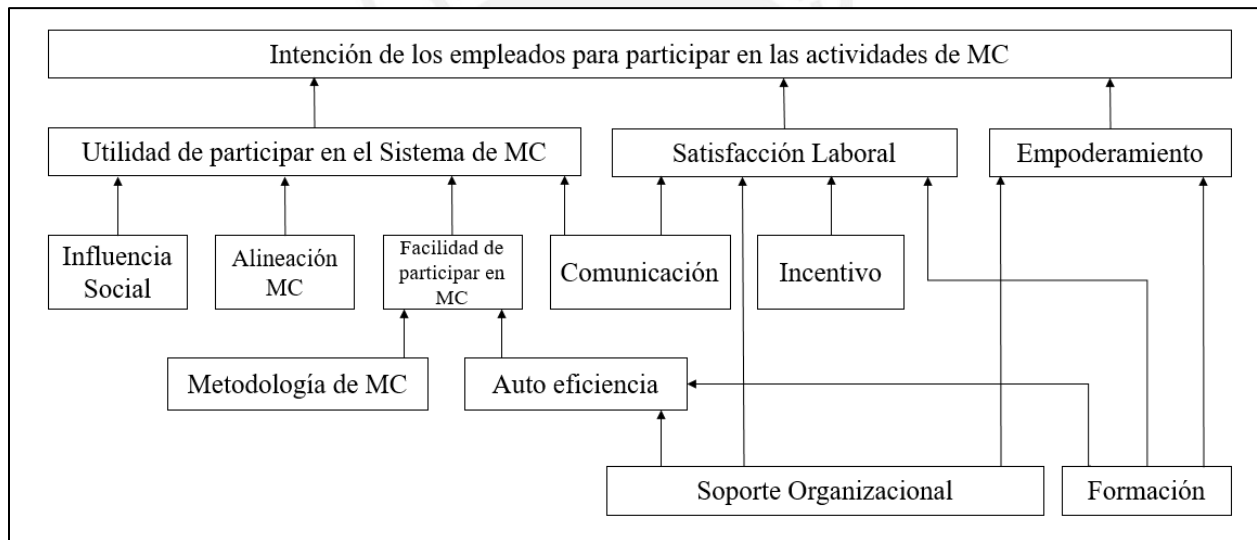 Intención de los empleados para participar en las actividades de MC
Utilidad de participar en el Sistema de MC
Satisfacción Laboral
Empoderamiento
Influencia
Social
Alineación
MC
Facilidad de
participar en
MC
Comunicación
Incentivo
Metodología de MC
Auto eficiencia
Soporte Organizacional
Formación